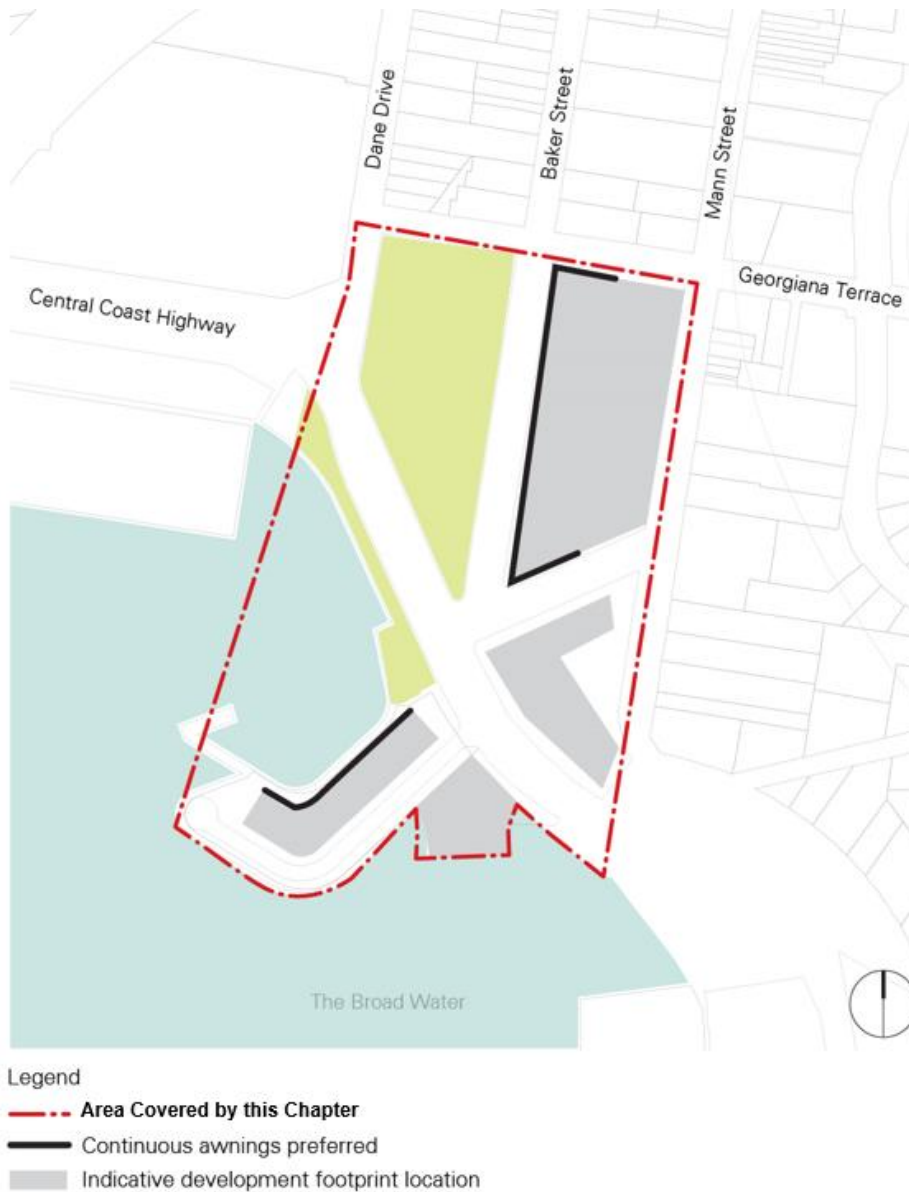 Dane Drive
Baker Street
Mann Street
Georgiana Terrace
Central Coast Highway
The Broad Water
Legend
Area Covered by this Chapter
Continuous awnings preferred
Indicative development footprint location